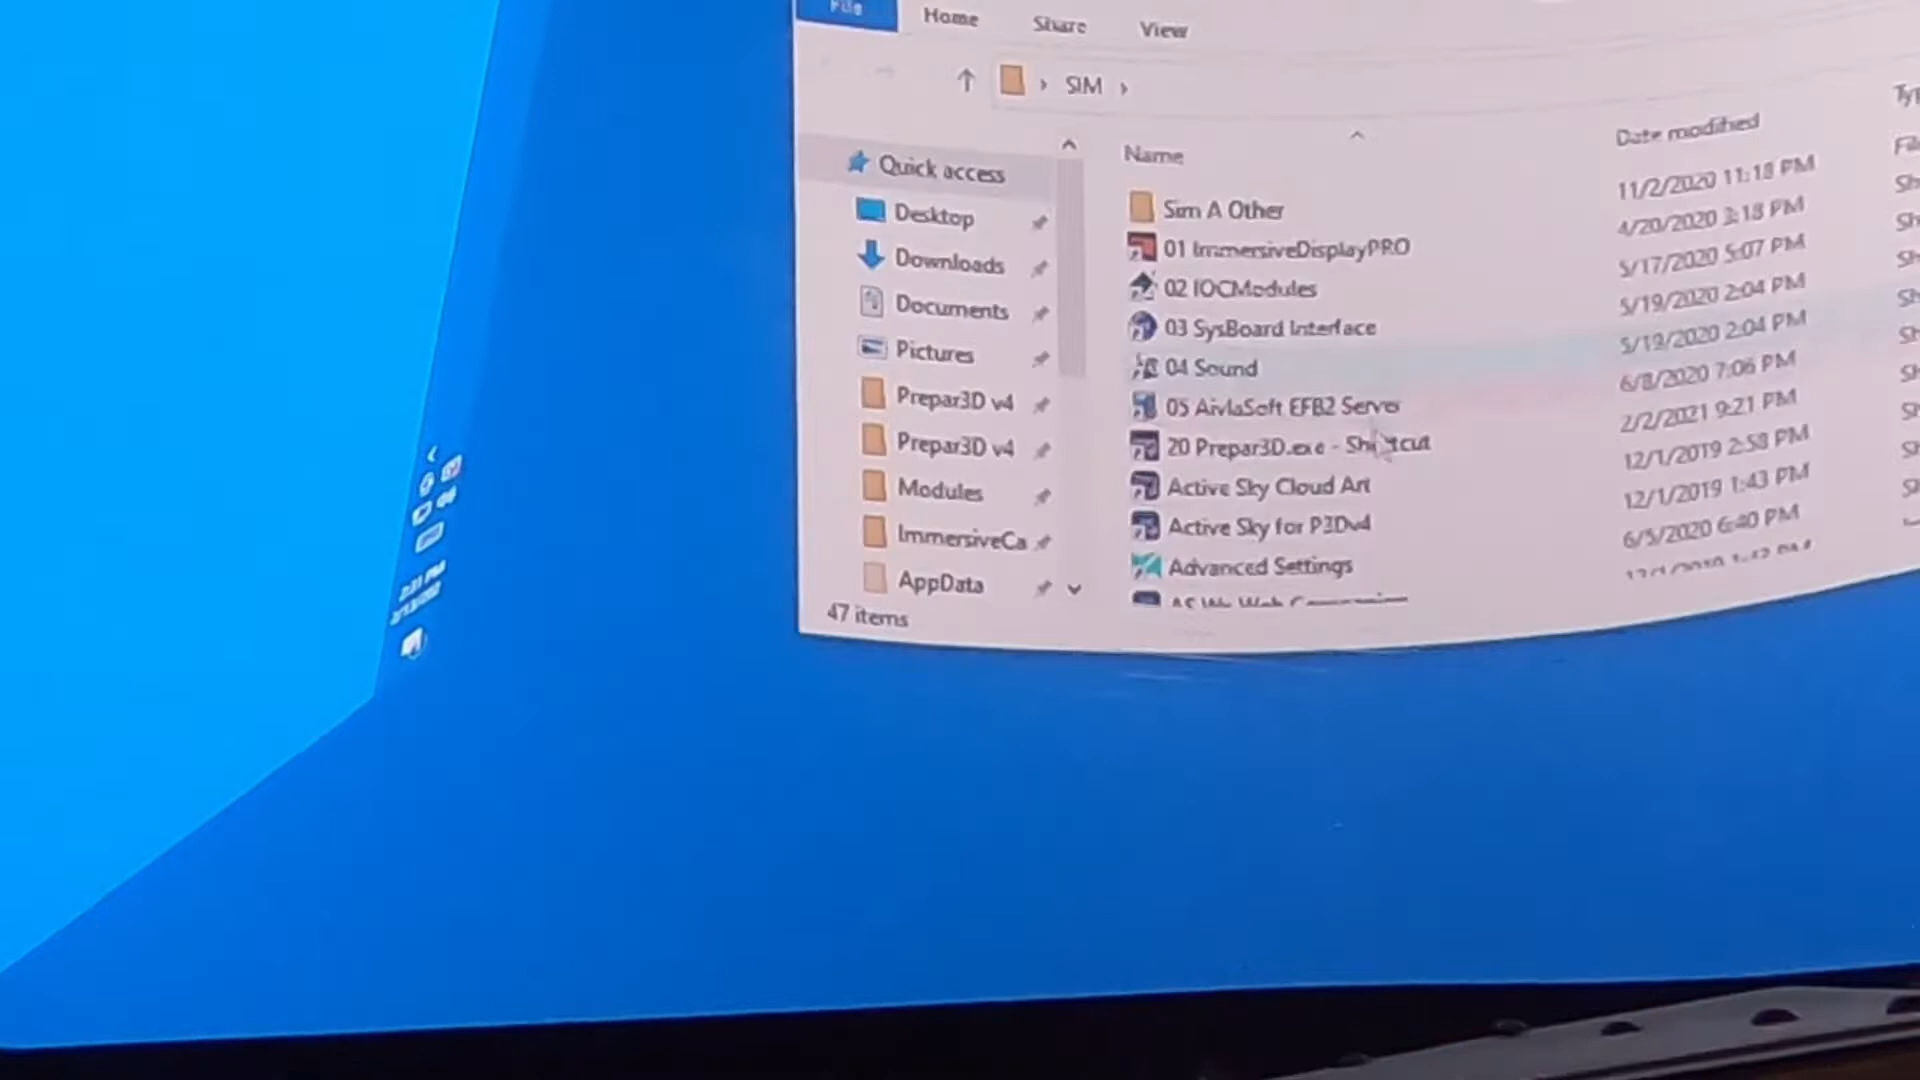 File Home Share View
SIM
Name Date modified
Quick access
Desktop
Downloads
Documents
Pictures
Prepar3D v4
Prepar3D v4
Modules
ImmersiveCa
AppData
47 items
Sim A Other 11/2/2020 11:18 PM
01 ImmersiveDisplayPRO 4/20/2020 3:18 PM
02 IOCModules 5/17/2020 5:07 PM
03 SysBoard Interface 5/19/2020 2:04 PM
04 Sound 5/19/2020 2:04 PM
05 AivlaSoft EFB2 Server 6/8/2020 7:06 PM
20 Prepar3D.exe - Shortcut 2/2/2021 9:21 PM
Active Sky Cloud Art 12/1/2019 2:58 PM
Active Sky for P3Dv4 12/1/2019 1:43 PM
Advanced Settings 6/5/2020 6:40 PM